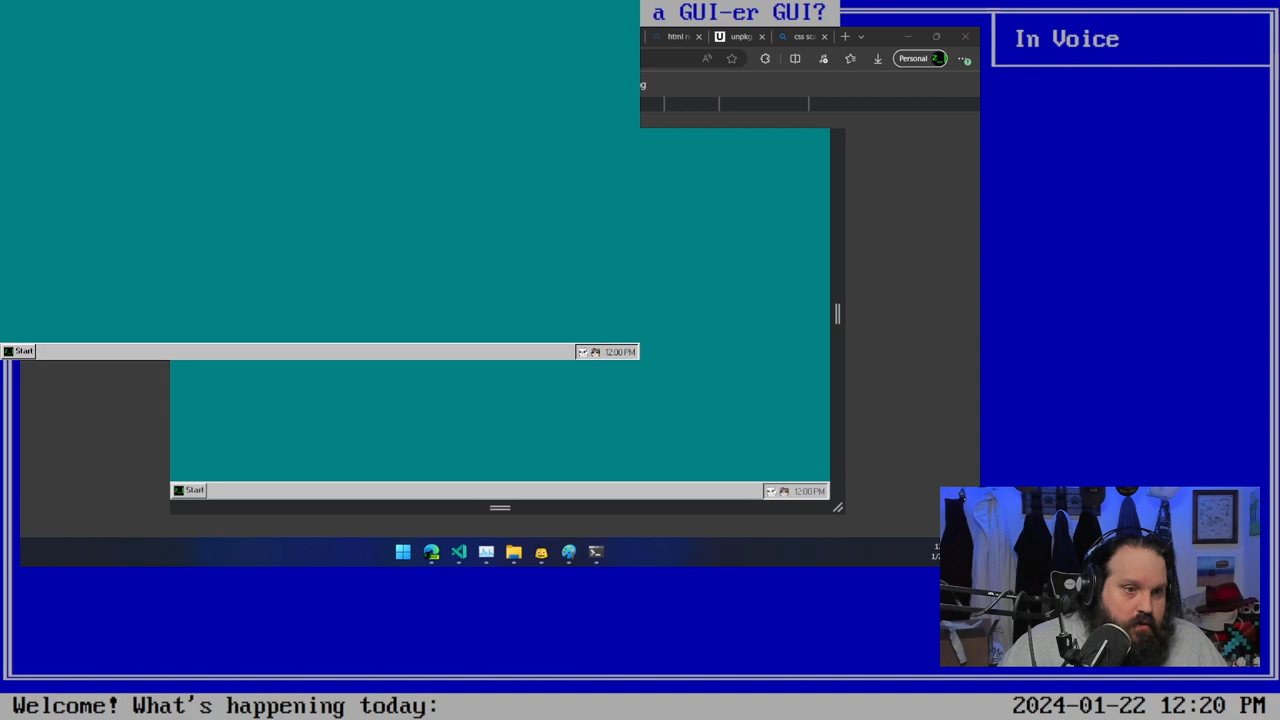 a GUI-er GUI?
html n
unpkg
css sc
In Voice
Personal
g
Start
12:00 PM
Start
12:00 PM
Welcome! What's happening today:
2024-01-22 12:20 PM